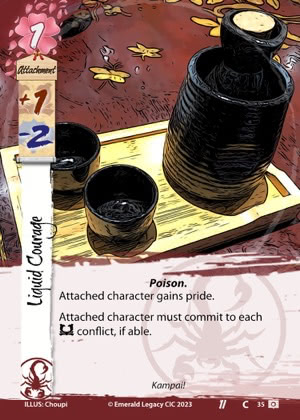 1
Attachment
+1
-2
Liquid Courage
Poison.
Attached character gains pride.
Attached character must commit to each
conflict, if able.
Kampai!
ILLUS: Choupi
© Emerald Legacy CIC 2023
C 35